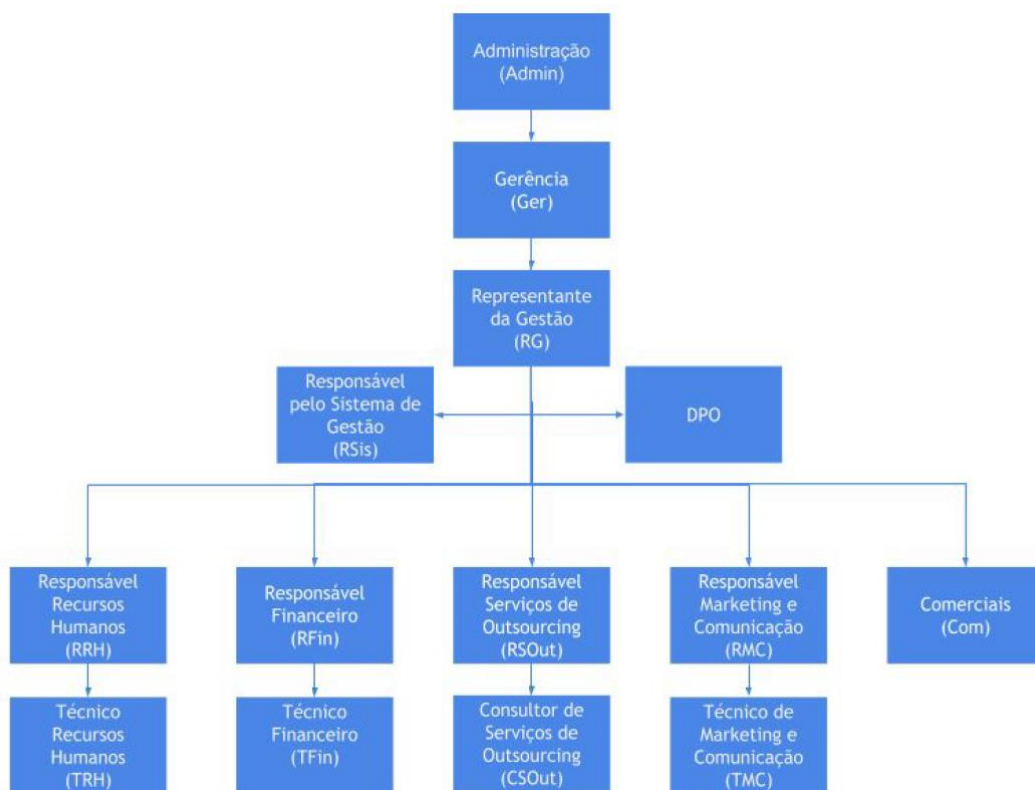 Administração
(Admin)
Gerência
(Ger)
Representante
da Gestão
(RG)
Responsável
pelo Sistema de
Gestão
(RSis)
DPO
Responsável
Recursos
Humanos
(RRH)
Responsável
Financeiro
(RFin)
Responsável
Serviços de
Outsourcing
(RSOut)
Responsável
Marketing e
Comunicação
(RMC)
Comerciais
(Com)
Técnico
Recursos
Humanos
(TRH)
Técnico
Financeiro
(TFin)
Consultor de
Serviços de
Outsourcing
(CSOut)
Técnico de
Marketing e
Comunicação
(TMC)